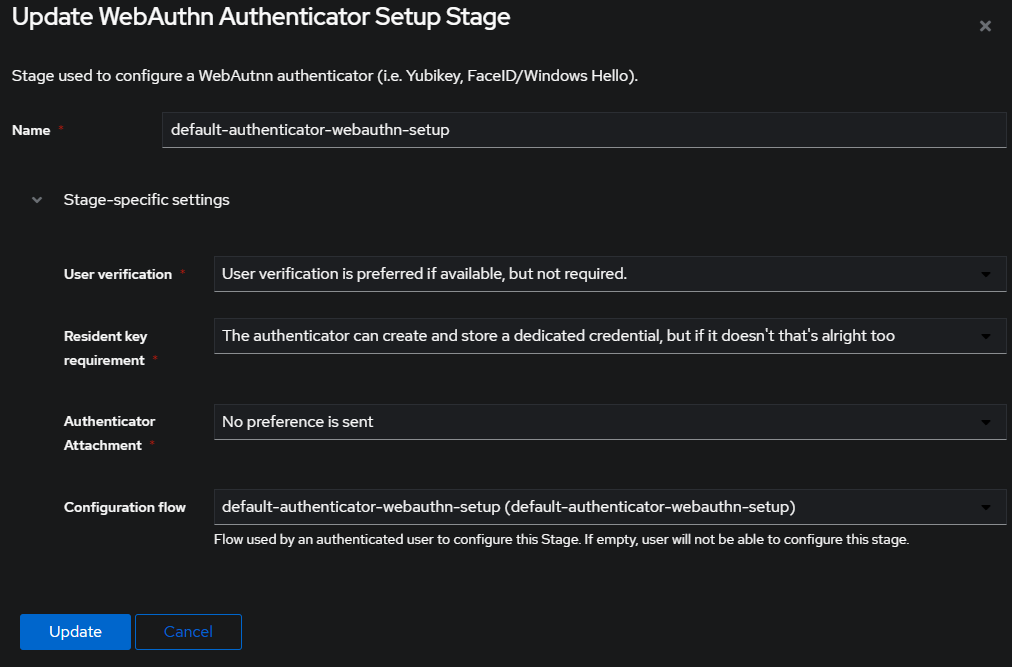 Update WebAuthn Authenticator Setup Stage
Stage used to configure a WebAutnn authenticator (i.e. Yubikey, FaceID/Windows Hello).
Name *
default-authenticator-webauthn-setup
Stage-specific settings
User verification *
User verification is preferred if available, but not required.
Resident key
requirement *
The authenticator can create and store a dedicated credential, but if it doesn't that's alright too
Authenticator
Attachment *
No preference is sent
Configuration flow
default-authenticator-webauthn-setup (default-authenticator-webauthn-setup)
Flow used by an authenticated user to configure this Stage. If empty, user will not be able to configure this stage.
Update
Cancel